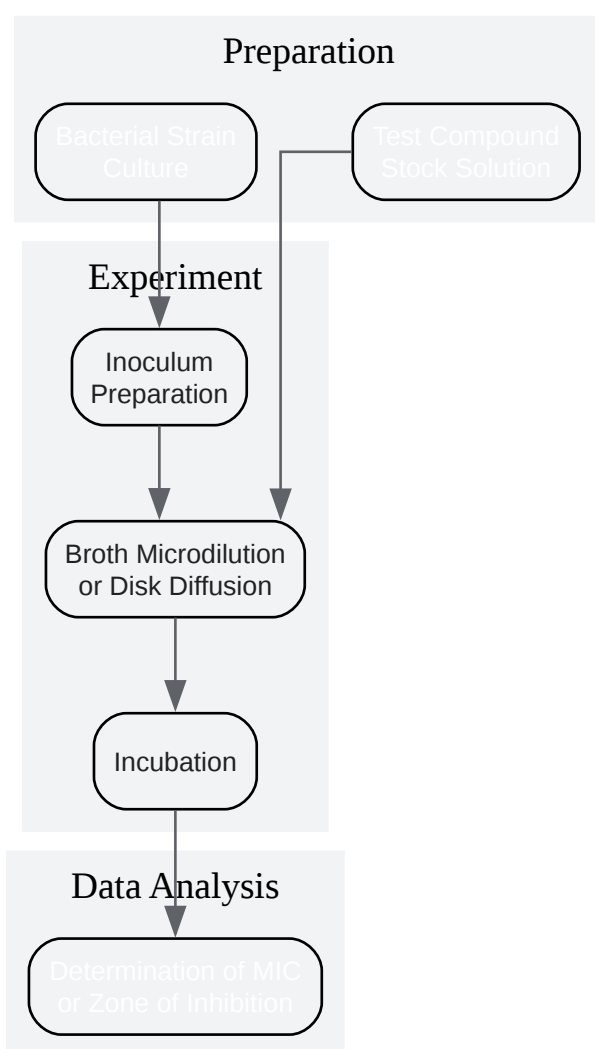 Preparation
Bacterial Strain
Culture
Test Compound
Stock Solution
Experiment
Inoculum
Preparation
Broth Microdilution
or Disk Diffusion
Incubation
Data Analysis
Determination of MIC
or Zone of Inhibition